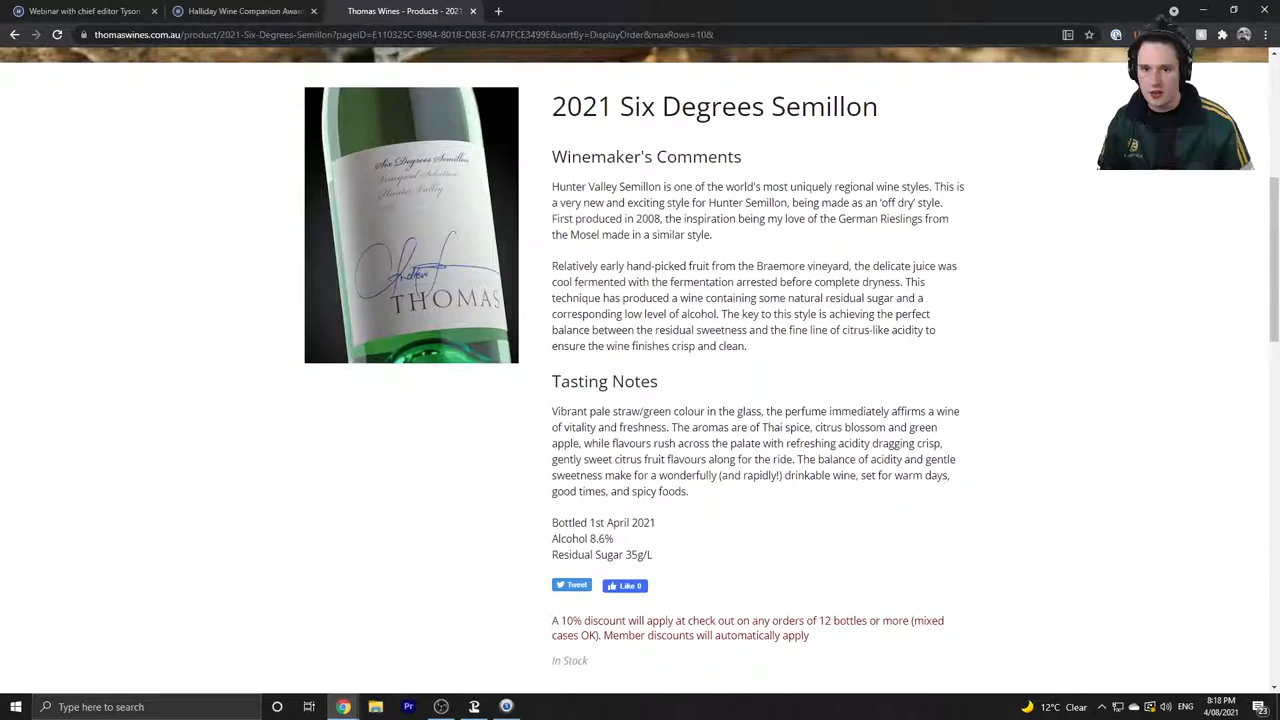 Webinar with chief editor Tyson
Halliday Wine Companion Awar
Thomas Wines - Products - 2021
thomaswines.com.au/product/2021-Six-Degrees-Semillon?pageID=E110325C-B984-8018-DB3E-6747FCE3499E&sortBy=DisplayOrder&maxRows=10&
2021 Six Degrees Semillon
Six Degrees Semillon
Vineyard Selection
Hunter Valley
THOMAS
Winemaker's Comments
Hunter Valley Semillon is one of the world's most uniquely regional wine styles. This is
a very new and exciting style for Hunter Semillon, being made as an 'off dry' style.
First produced in 2008, the inspiration being my love of the German Rieslings from
the Mosel made in a similar style.
Relatively early hand-picked fruit from the Braemore vineyard, the delicate juice was
cool fermented with the fermentation arrested before complete dryness. This
technique has produced a wine containing some natural residual sugar and a
corresponding low level of alcohol. The key to this style is achieving the perfect
balance between the residual sweetness and the fine line of citrus-like acidity to
ensure the wine finishes crisp and clean.
Tasting Notes
Vibrant pale straw/green colour in the glass, the perfume immediately affirms a wine
of vitality and freshness. The aromas are of Thai spice, citrus blossom and green
apple, while flavours rush across the palate with refreshing acidity dragging crisp,
gently sweet citrus fruit flavours along for the ride. The balance of acidity and gentle
sweetness make for a wonderfully (and rapidly!) drinkable wine, set for warm days,
good times, and spicy foods.
Bottled 1st April 2021
Alcohol 8.6%
Residual Sugar 35g/L
Tweet
Like 0
A 10% discount will apply at check out on any orders of 12 bottles or more (mixed
cases OK). Member discounts will automatically apply
In Stock
Type here to search
Pr
12°C Clear
ENG
8:18 PM
4/08/2021
23